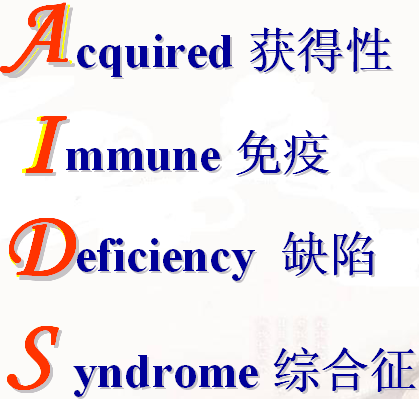 Acquired 获得性
Immune 免疫
Deficiency 缺陷
Syndrome 综合征